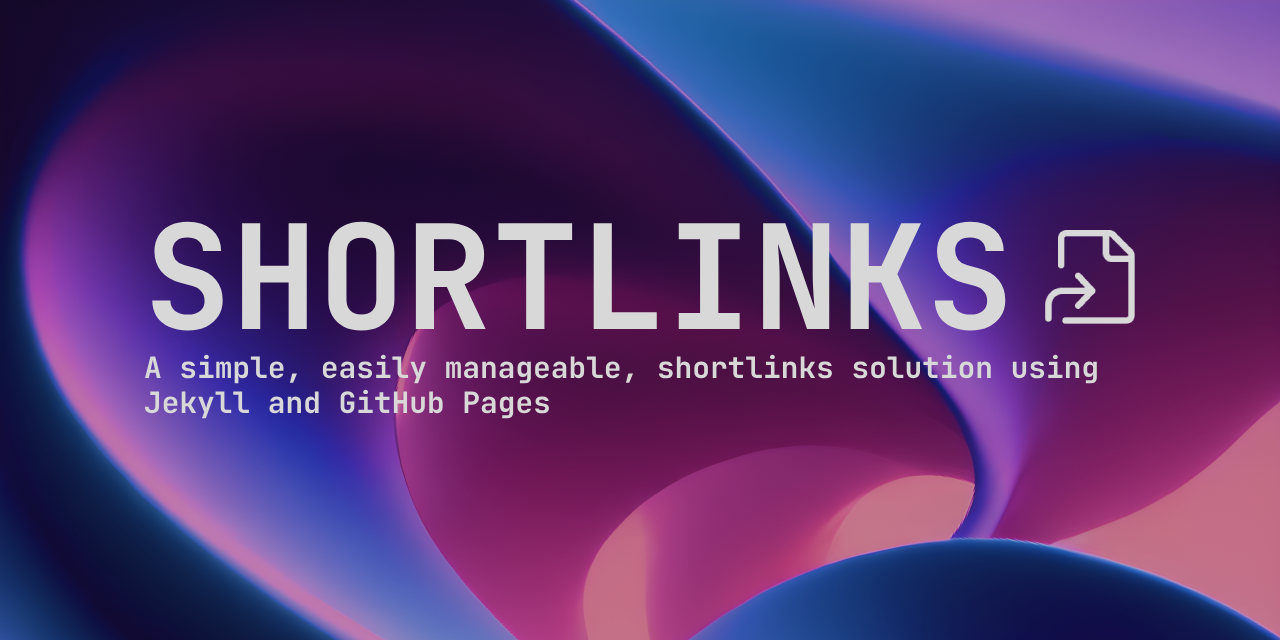 SHORTLINKS
A simple, easily manageable, shortlinks solution using
Jekyll and GitHub Pages